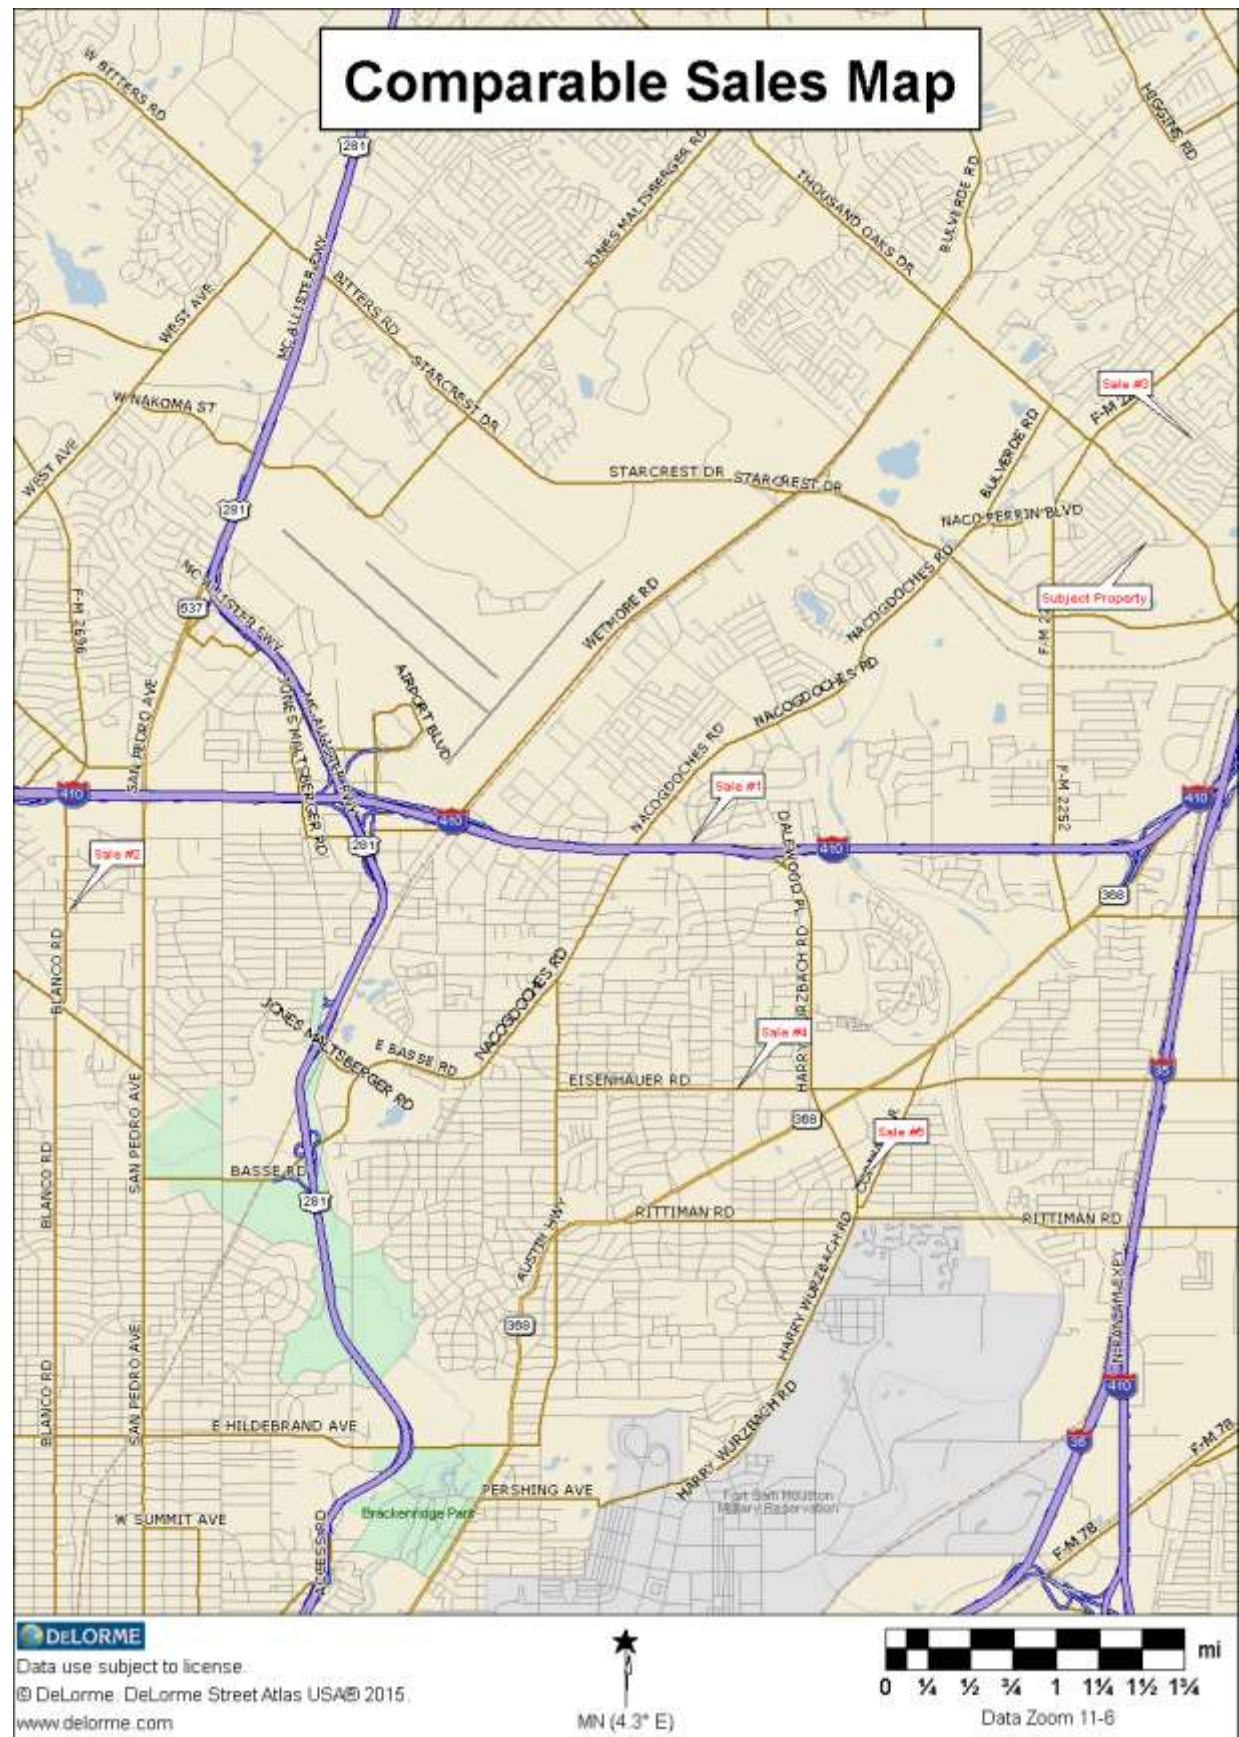 Comparable Sales Map
W BITTERS RD
281
HIGGINS RD
JONES MALTSBERGER RD
THOUSAND OAKS DR
BULVERDE RD
MC ALLISTER FWY
WEST AVE
BITTERS RD
STARCREST DR
Sale #3
W NAKOMA ST
WEST AVE
BULVERDE RD
STARCREST DR
STARCREST DR
281
NACO-PERRIN BLVD
NACOGDOCHES RD
MC ALLISTER FWY
537
F-M 2696
WETMORE RD
Subject Property
NACOGDOCHES RD
AIRPORT BLVD
SAN PEDRO AVE
JONES MALTSBERGER RD
MC ALLISTER FWY
NACOGDOCHES RD
410
Sale #1
F-M 2252
410
410
410
281
Sale #2
368
BLANCO RD
HARRY WURZBACH RD
NACOGDOCHES RD
JONES MALTSBERGER RD
E BASSE RD
Sale #4
EISENHAUER RD
35
SAN PEDRO AVE
368
Sale #5
BLANCO RD
BASSE RD
281
RITTIMAN RD
RITTIMAN RD
AUSTIN HWY
HARRY WURZBACH RD
N PANAM EXPY
368
410
BLANCO RD
SAN PEDRO AVE
E HILDEBRAND AVE
HARRY WURZBACH RD
35
F-M 78
PERSHING AVE
Fort Sam Houston
Military Reservation
Brackenridge Park
W SUMMIT AVE
ACCESS RD
F-M 78
DELORME
Data use subject to license.
© DeLorme. DeLorme Street Atlas USA® 2015.
www.delorme.com
MN (4.3° E)
mi
0 ¼ ½ ¾ 1 1¼ 1½ 1¾
Data Zoom 11-6